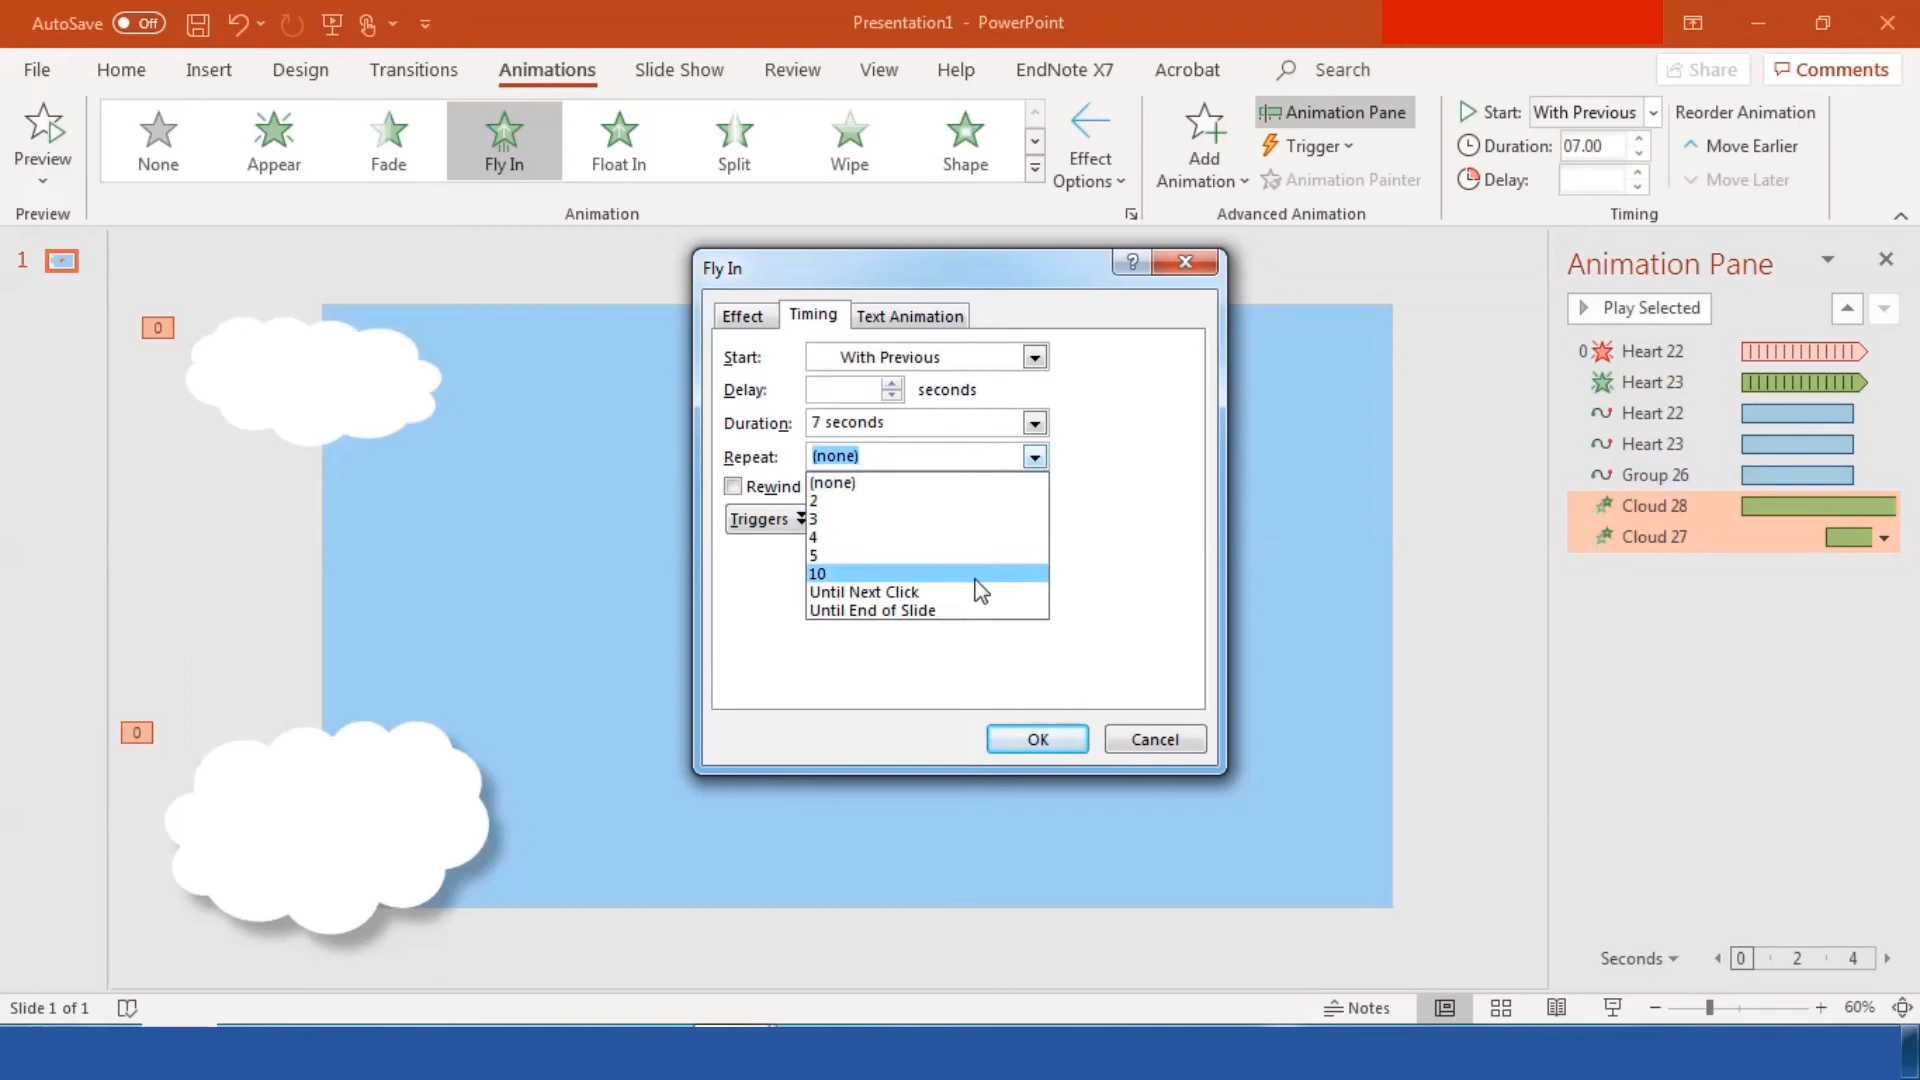 AutoSave Off
Presentation1 - PowerPoint
File Home Insert Design Transitions Animations Slide Show Review View Help EndNote X7 Acrobat Search Share Comments
Preview
None Appear Fade Fly In Float In Split Wipe Shape
Effect Options
Add Animation
Animation Pane
Trigger
Animation Painter
Start: With Previous
Duration: 07.00
Delay:
Reorder Animation
Move Earlier
Move Later
Preview Animation Advanced Animation Timing
1
0
0
Fly In
?
Effect Timing Text Animation
Start: With Previous
Delay: seconds
Duration: 7 seconds
Repeat: (none)
Rewind
Triggers
(none)
2
3
4
5
10
Until Next Click
Until End of Slide
OK Cancel
Animation Pane
Play Selected
0 Heart 22
Heart 23
Heart 22
Heart 23
Group 26
Cloud 28
Cloud 27
Seconds 0 2 4
Slide 1 of 1
Notes
60%